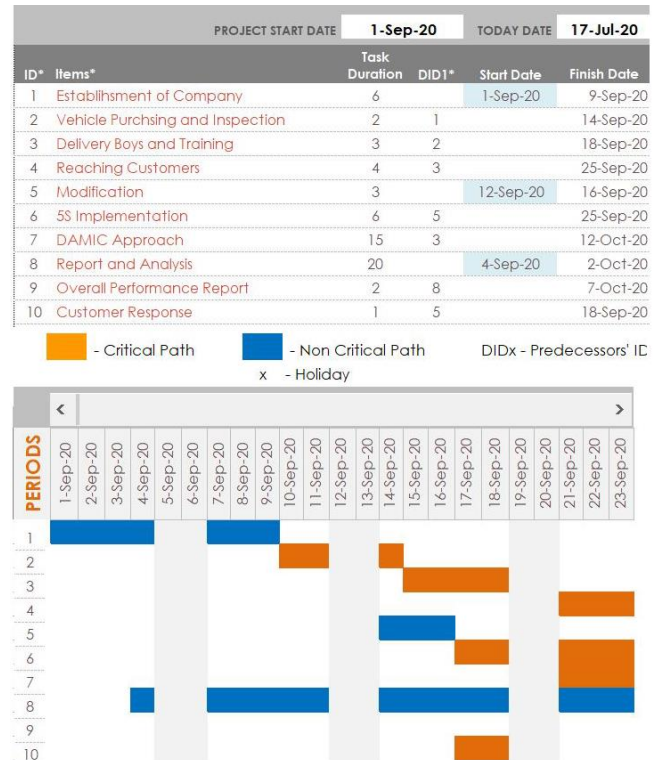 PROJECT START DATE 1-Sep-20 TODAY DATE 17-Jul-20
ID* Items* Task Duration DID1* Start Date Finish Date
1 Establihsment of Company 6 1-Sep-20 9-Sep-20
2 Vehicle Purchsing and Inspection 2 1 14-Sep-20
3 Delivery Boys and Training 3 2 18-Sep-20
4 Reaching Customers 4 3 25-Sep-20
5 Modification 3 12-Sep-20 16-Sep-20
6 5S Implementation 6 5 25-Sep-20
7 DAMIC Approach 15 3 12-Oct-20
8 Report and Analysis 20 4-Sep-20 2-Oct-20
9 Overall Performance Report 2 8 7-Oct-20
10 Customer Response 1 5 18-Sep-20
- Critical Path - Non Critical Path DIDx - Predecessors' ID
x - Holiday
< >
PERIODS 1-Sep-20 2-Sep-20 3-Sep-20 4-Sep-20 5-Sep-20 6-Sep-20 7-Sep-20 8-Sep-20 9-Sep-20 10-Sep-20 11-Sep-20 12-Sep-20 13-Sep-20 14-Sep-20 15-Sep-20 16-Sep-20 17-Sep-20 18-Sep-20 19-Sep-20 20-Sep-20 21-Sep-20 22-Sep-20 23-Sep-20
1
2
3
4
5
6
7
8
9
10